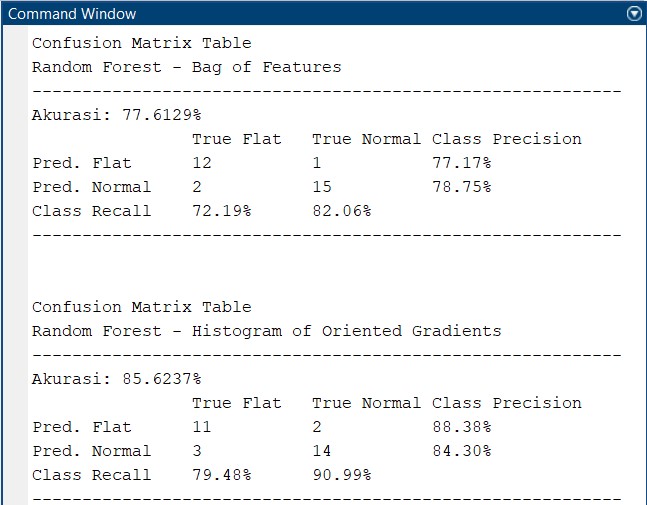 Command Window
Confusion Matrix Table
Random Forest - Bag of Features
-----------------------------------------------------------
Akurasi: 77.6129%
True Flat True Normal Class Precision
Pred. Flat 12 1 77.17%
Pred. Normal 2 15 78.75%
Class Recall 72.19% 82.06%
-----------------------------------------------------------
Confusion Matrix Table
Random Forest - Histogram of Oriented Gradients
-----------------------------------------------------------
Akurasi: 85.6237%
True Flat True Normal Class Precision
Pred. Flat 11 2 88.38%
Pred. Normal 3 14 84.30%
Class Recall 79.48% 90.99%
-----------------------------------------------------------